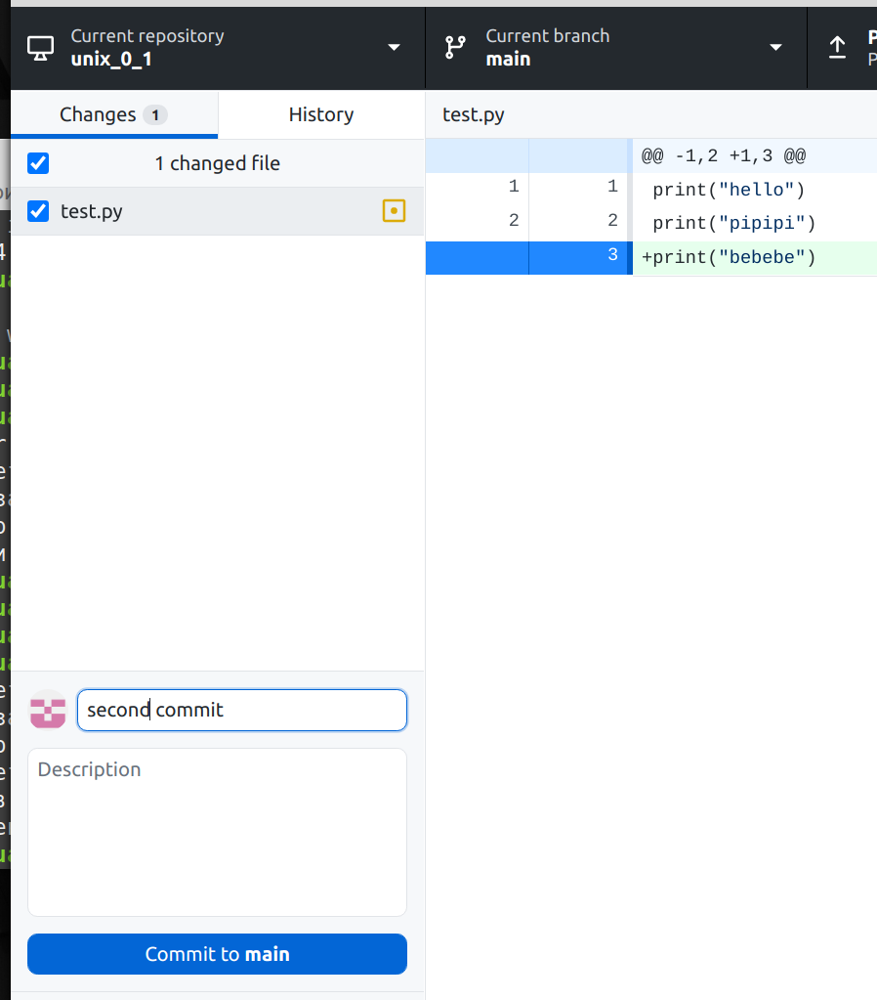 Current repository
unix_0_1
Current branch
main
Changes 1
History
test.py
1 changed file
@@ -1,2 +1,3 @@
test.py
1 1 print("hello")
2 2 print("pipipi")
3 +print("bebebe")
second commit
Description
Commit to main